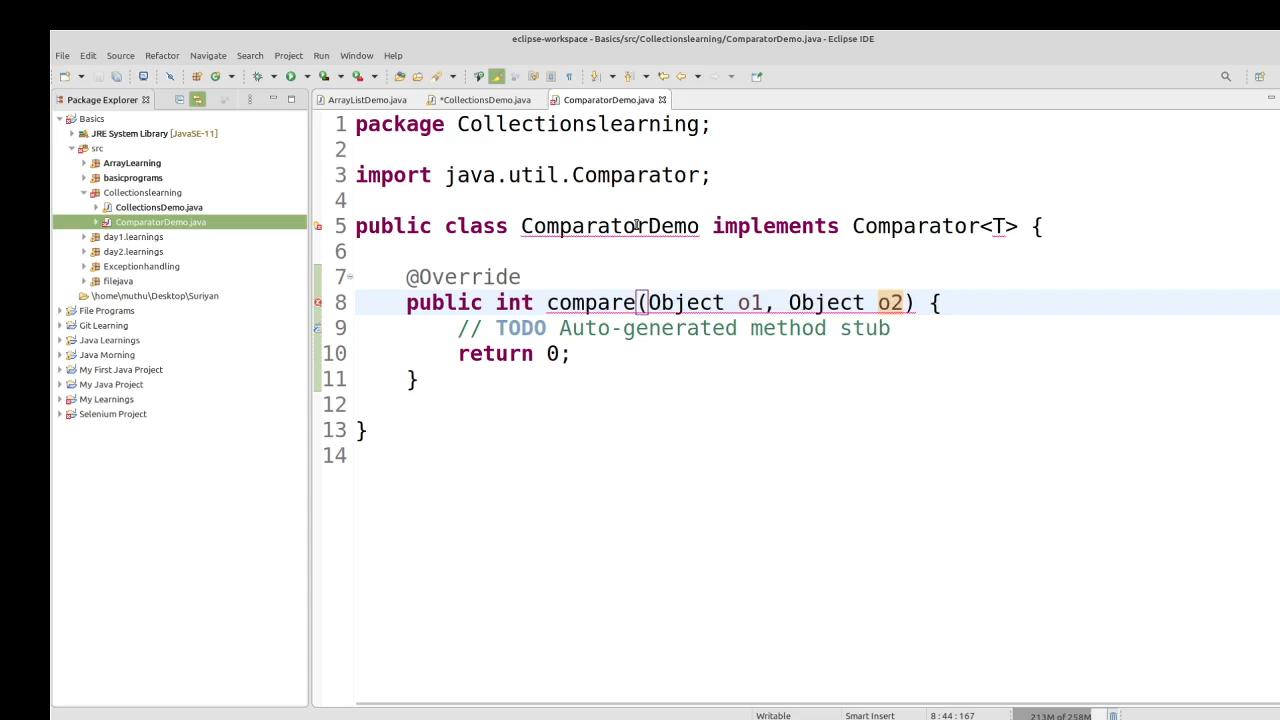 eclipse-workspace - Basics/src/Collectionslearning/ComparatorDemo.java - Eclipse IDE
File Edit Source Refactor Navigate Search Project Run Window Help
Package Explorer
ArrayListDemo.java
*CollectionsDemo.java
ComparatorDemo.java
Basics
JRE System Library [JavaSE-11]
src
ArrayLearning
basicprograms
Collectionslearning
CollectionsDemo.java
ComparatorDemo.java
day1.learnings
day2.learnings
Exceptionhandling
filejava
\home\muthu\Desktop\Suriyan
File Programs
Git Learning
Java Learnings
Java Morning
My First Java Project
My Java Project
My Learnings
Selenium Project
1 package Collectionslearning;
2
3 import java.util.Comparator;
4
5 public class ComparatorDemo implements Comparator<T> {
6
7 @Override
8 public int compare(Object o1, Object o2) {
9 // TODO Auto-generated method stub
10 return 0;
11 }
12
13 }
14
Writable Smart Insert 8:44:167 213M of 258M